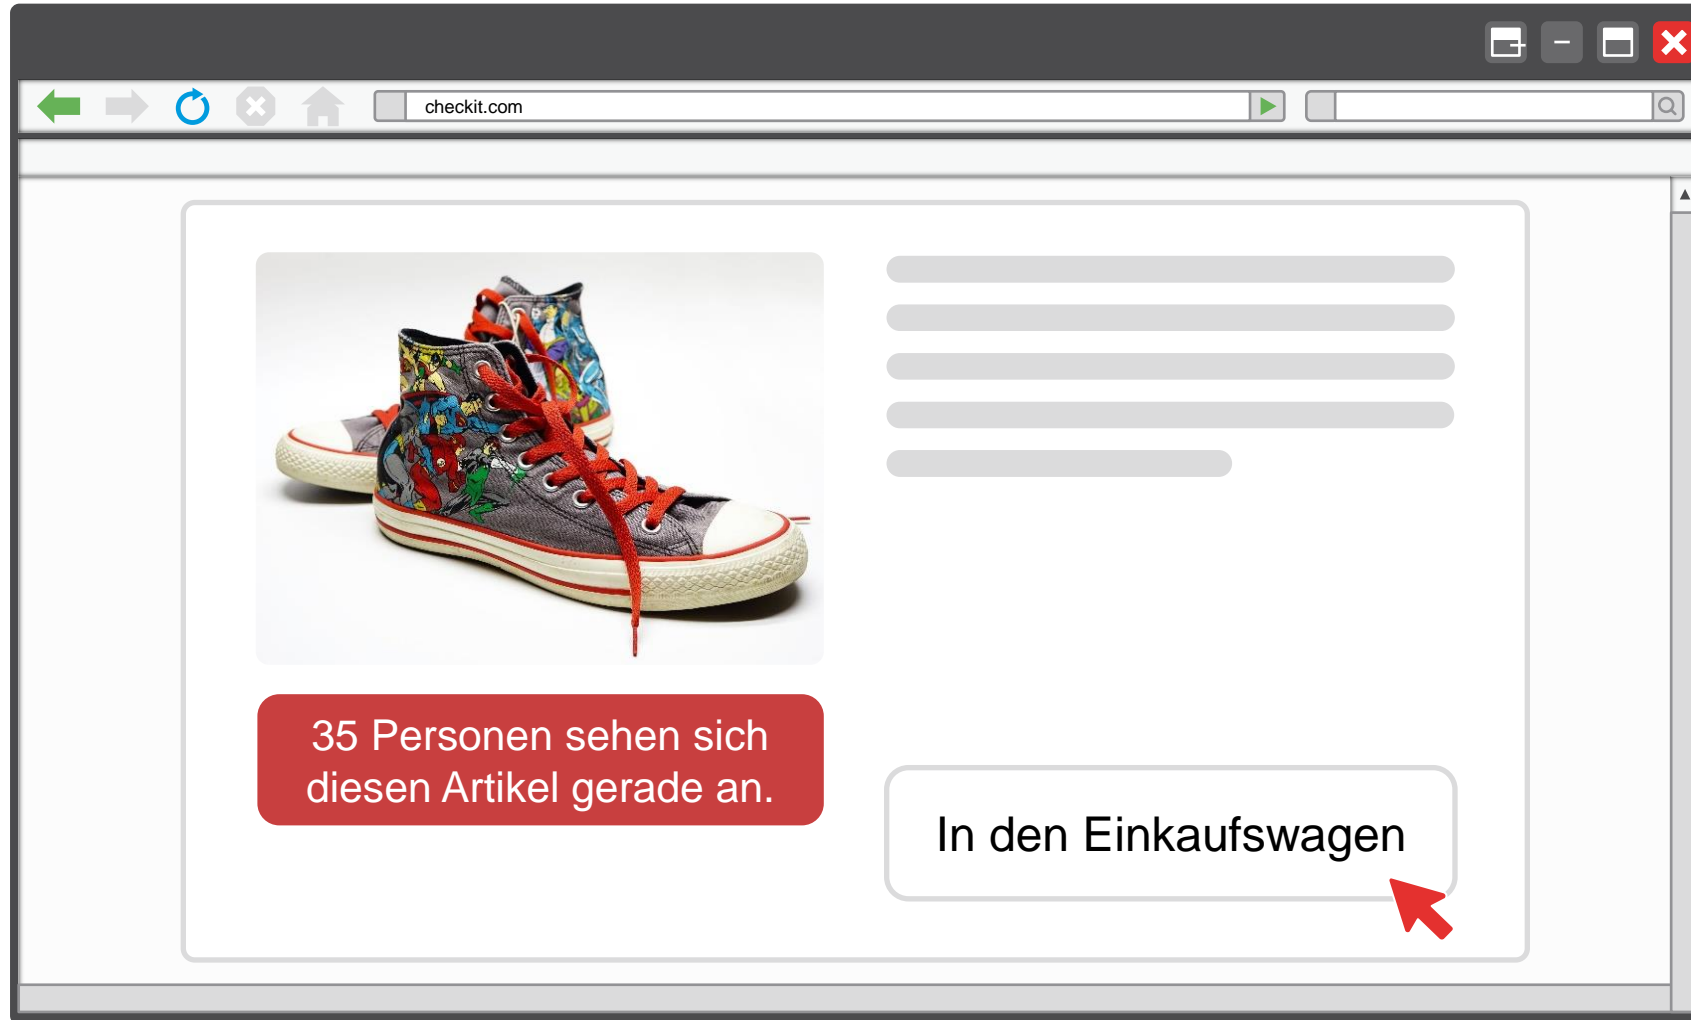 checkit.com
35 Personen sehen sich
diesen Artikel gerade an.
In den Einkaufswagen